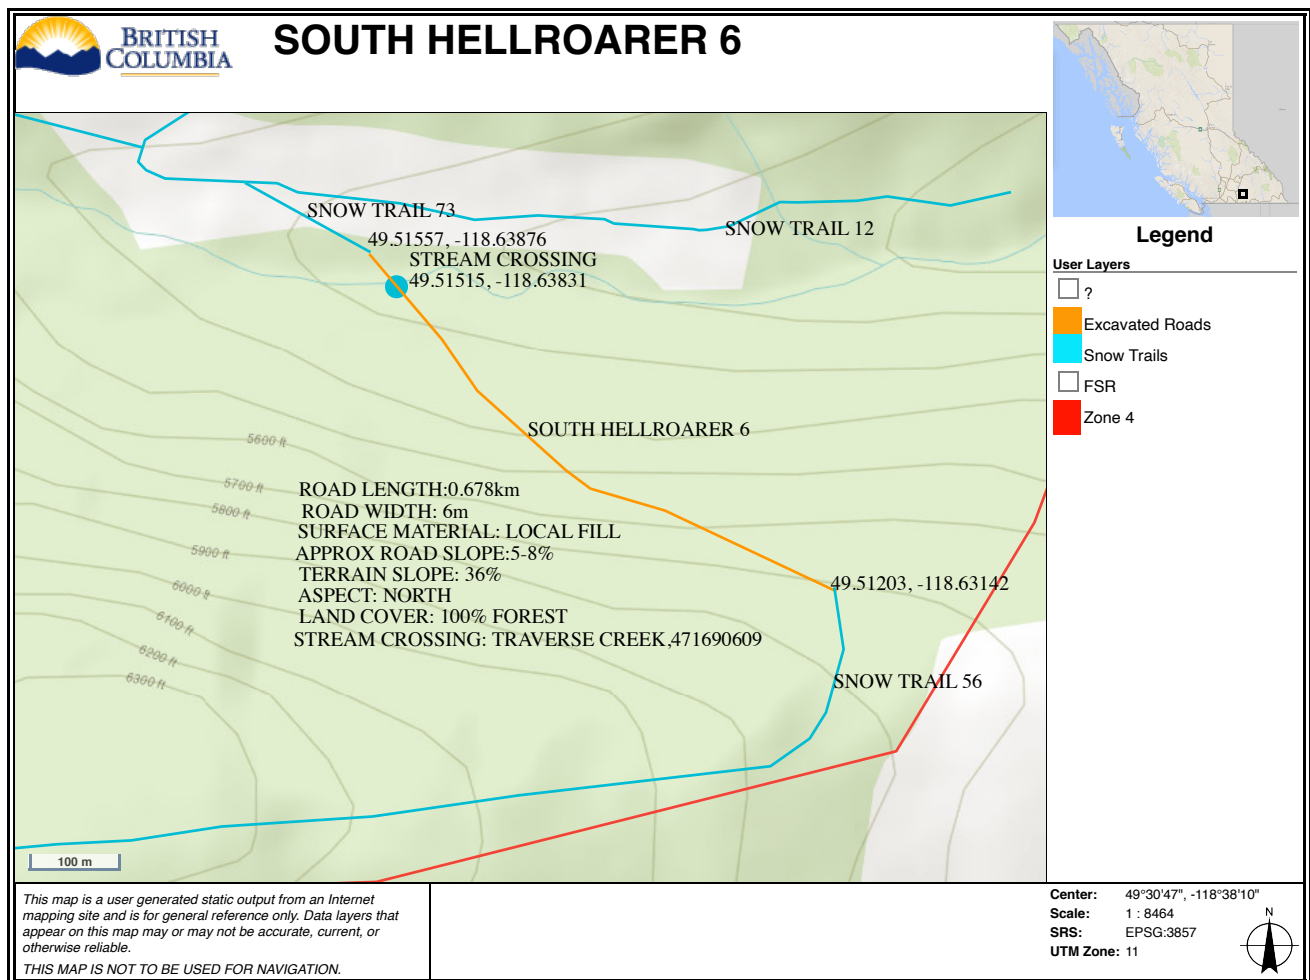 BRITISH
COLUMBIA
SOUTH HELLROARER 6
SNOW TRAIL 73
SNOW TRAIL 12
49.51557, -118.63876
STREAM CROSSING
49.51515, -118.63831
SOUTH HELLROARER 6
5600 ft
5700 ft
5800 ft
5900 ft
6000 ft
6100 ft
6200 ft
6300 ft
ROAD LENGTH:0.678km
ROAD WIDTH: 6m
SURFACE MATERIAL: LOCAL FILL
APPROX ROAD SLOPE:5-8%
TERRAIN SLOPE: 36%
ASPECT: NORTH
LAND COVER: 100% FOREST
STREAM CROSSING: TRAVERSE CREEK,471690609
49.51203, -118.63142
SNOW TRAIL 56
100 m
Legend
User Layers
?
Excavated Roads
Snow Trails
FSR
Zone 4
This map is a user generated static output from an Internet
mapping site and is for general reference only. Data layers that
appear on this map may or may not be accurate, current, or
otherwise reliable.
THIS MAP IS NOT TO BE USED FOR NAVIGATION.
Center: 49°30'47", -118°38'10"
Scale: 1 : 8464
SRS: EPSG:3857
UTM Zone: 11
N